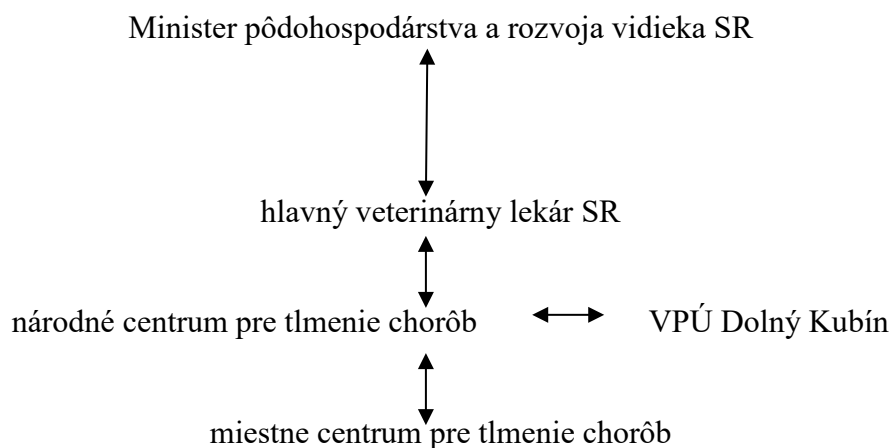 Minister pôdohospodárstva a rozvoja vidieka SR
hlavný veterinárny lekár SR
národné centrum pre tlmenie chorôb VPÚ Dolný Kubín
miestne centrum pre tlmenie chorôb